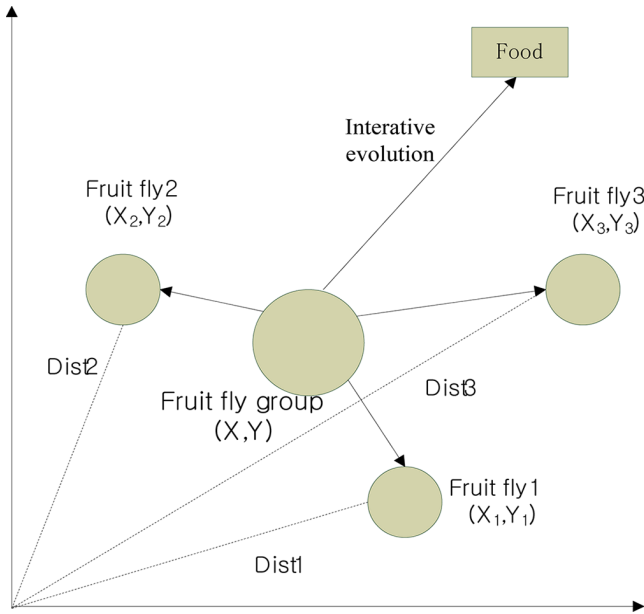 Food
Interative
evolution
Fruit fly2
(X₂,Y₂)
Fruit fly3
(X₃,Y₃)
Dist2
Fruit fly group
(X,Y)
Dist3
Fruit fly1
(X₁,Y₁)
Dist1